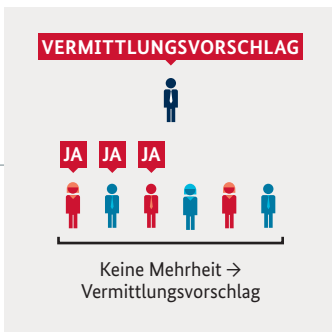 VERMITTLUNGSVORSCHLAG
JA JA JA
Keine Mehrheit →
Vermittlungsvorschlag